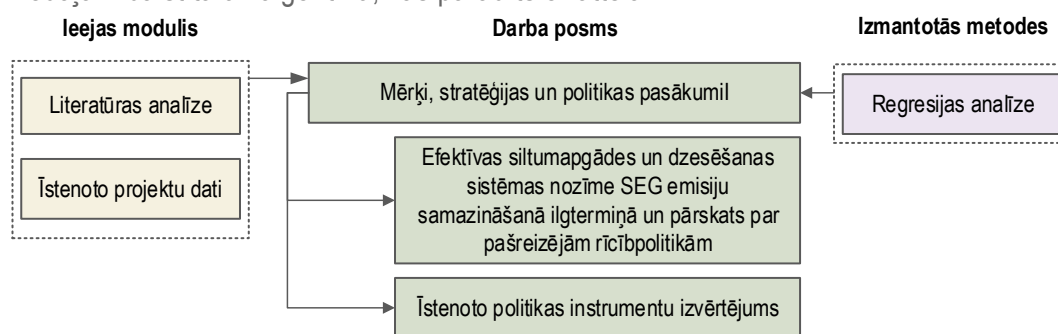 Ieejas modulis
Darba posms
Izmantotās metodes
Literatūras analīze
Īstenoto projektu dati
Mērķi, stratēģijas un politikas pasākumiI
Regresijas analīze
Efektīvas siltumapgādes un dzesēšanas
sistēmas nozīme SEG emisiju
samazināšanā ilgtermiņā un pārskats par
pašreizējām rīcībpolitikām
Īstenoto politikas instrumentu izvērtējums